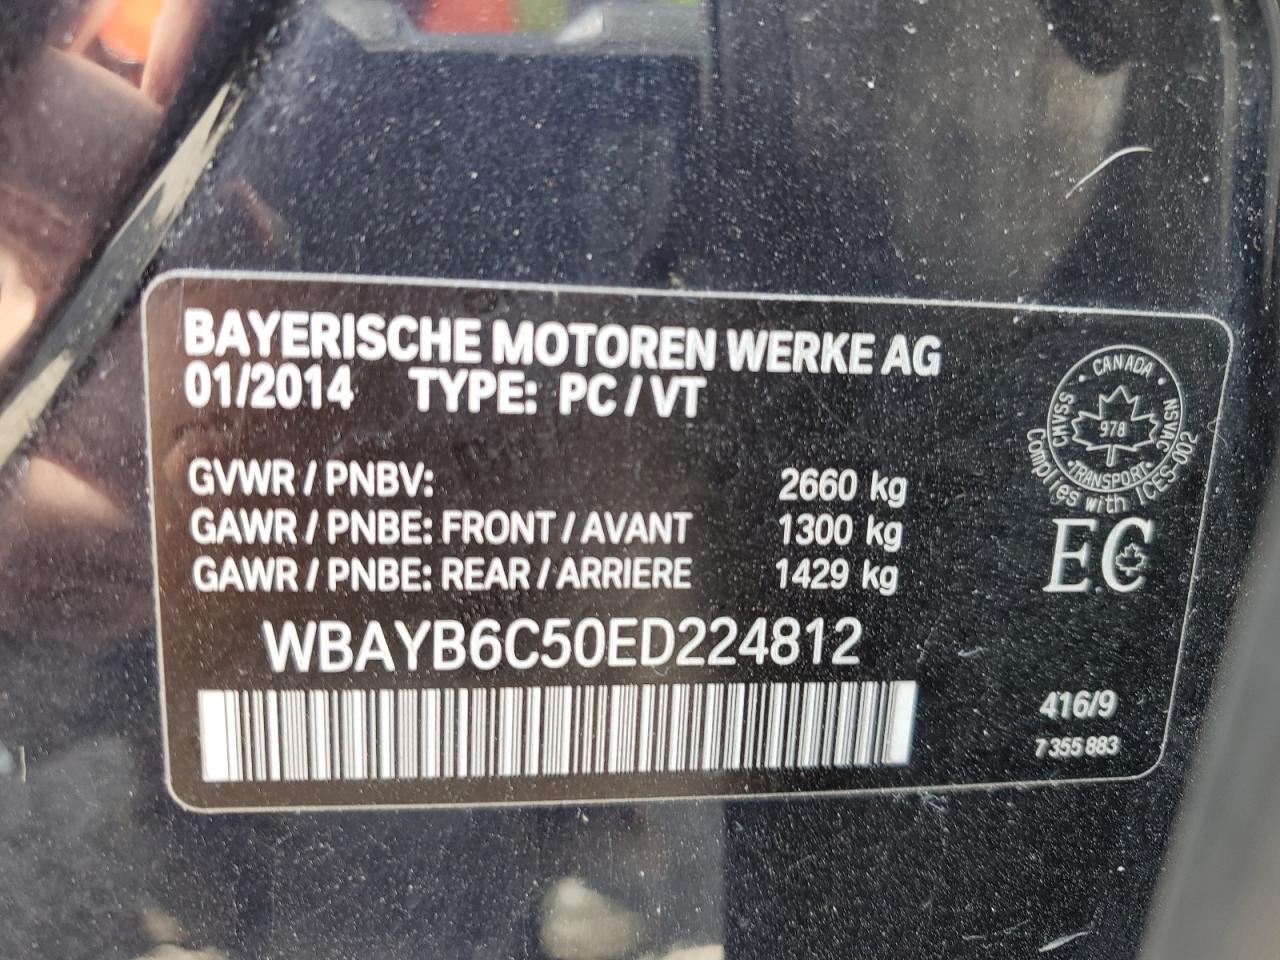 BAYERISCHE MOTOREN WERKE AG
01/2014 TYPE: PC / VT
GVWR / PNBV: 2660 kg
GAWR / PNBE: FRONT / AVANT 1300 kg
GAWR / PNBE: REAR / ARRIERE 1429 kg
WBAYB6C50ED224812
CANADA
CMVSS 978 NSVAC
TRANSPORT
Complies with ICES-002
EC
416/9
7 355 883